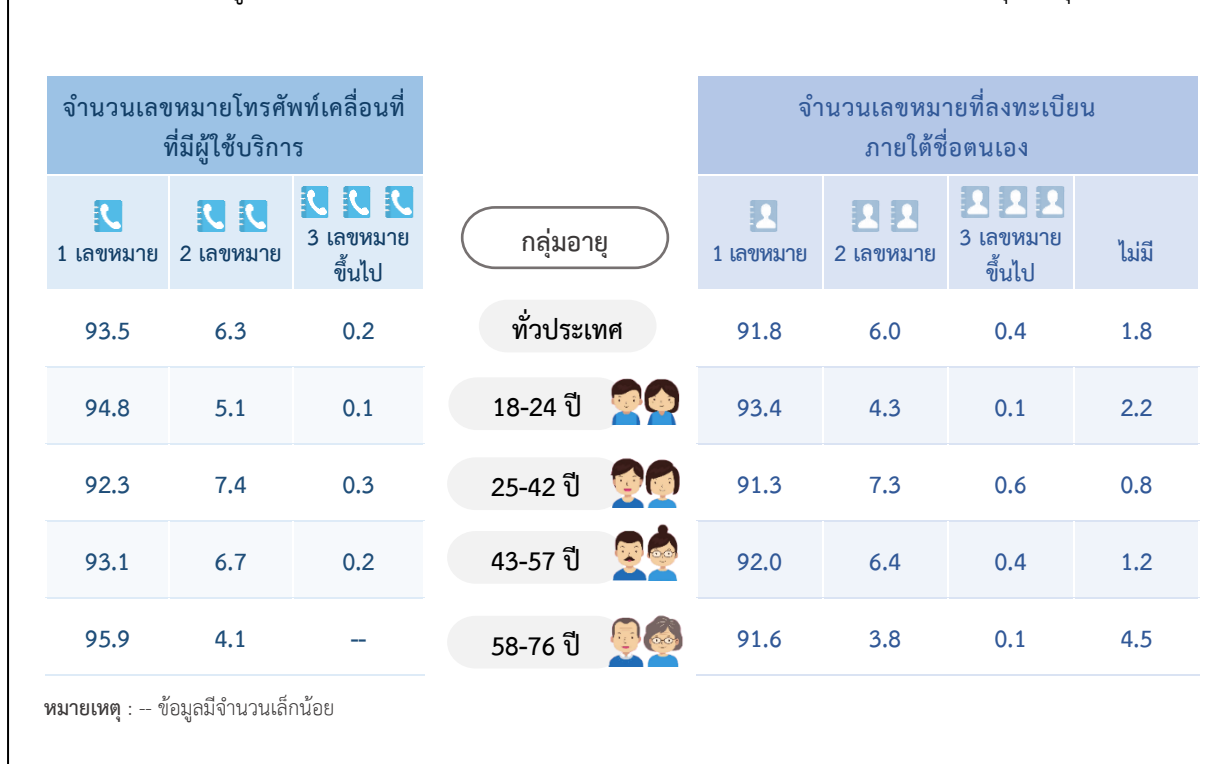 จำนวนเลขหมายโทรศัพท์เคลื่อนที่
ที่มีผู้ใช้บริการ
1 เลขหมาย
2 เลขหมาย
3 เลขหมาย
ขึ้นไป
กลุ่มอายุ
จำนวนเลขหมายที่ลงทะเบียน
ภายใต้ชื่อตนเอง
1 เลขหมาย
2 เลขหมาย
3 เลขหมาย
ขึ้นไป
ไม่มี
93.5 6.3 0.2 ทั่วประเทศ 91.8 6.0 0.4 1.8
94.8 5.1 0.1 18-24 ปี 93.4 4.3 0.1 2.2
92.3 7.4 0.3 25-42 ปี 91.3 7.3 0.6 0.8
93.1 6.7 0.2 43-57 ปี 92.0 6.4 0.4 1.2
95.9 4.1 -- 58-76 ปี 91.6 3.8 0.1 4.5
หมายเหตุ : -- ข้อมูลมีจำนวนเล็กน้อย